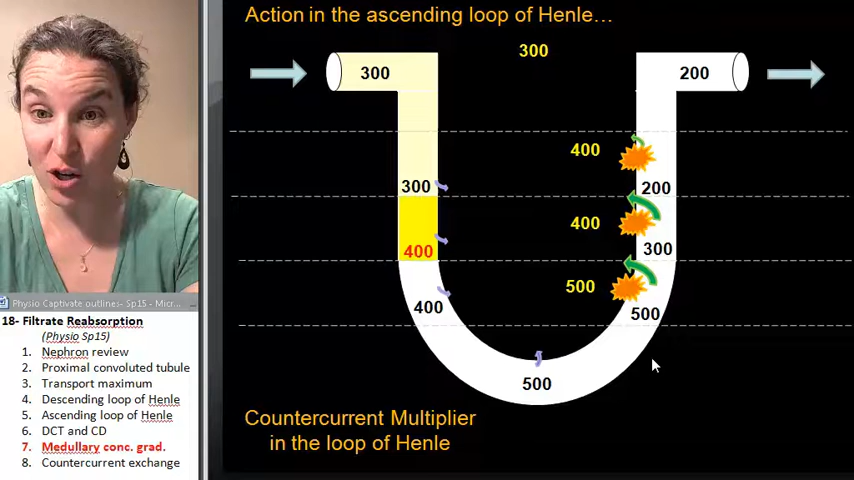 Action in the ascending loop of Henle…
300
300
200
400
300
200
400
400
300
500
400
500
500
Countercurrent Multiplier
in the loop of Henle
Physio Captivate outlines- Sp15 - Micr...
18- Filtrate Reabsorption
(Physio Sp15)
1. Nephron review
2. Proximal convoluted tubule
3. Transport maximum
4. Descending loop of Henle
5. Ascending loop of Henle
6. DCT and CD
7. Medullary conc. grad.
8. Countercurrent exchange